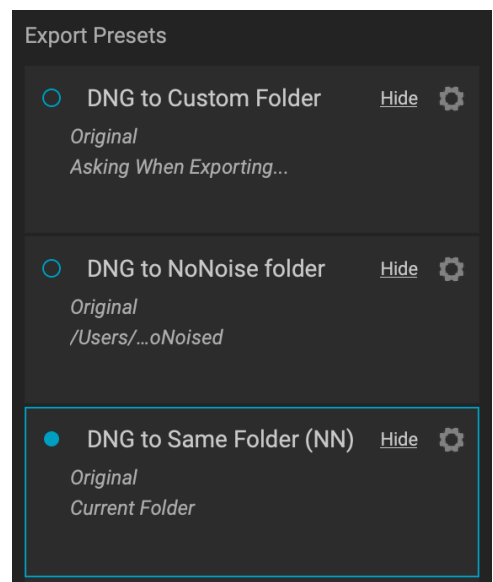 Export Presets
DNG to Custom Folder Hide
Original
Asking When Exporting...
DNG to NoNoise folder Hide
Original
/Users/...oNoised
DNG to Same Folder (NN) Hide
Original
Current Folder